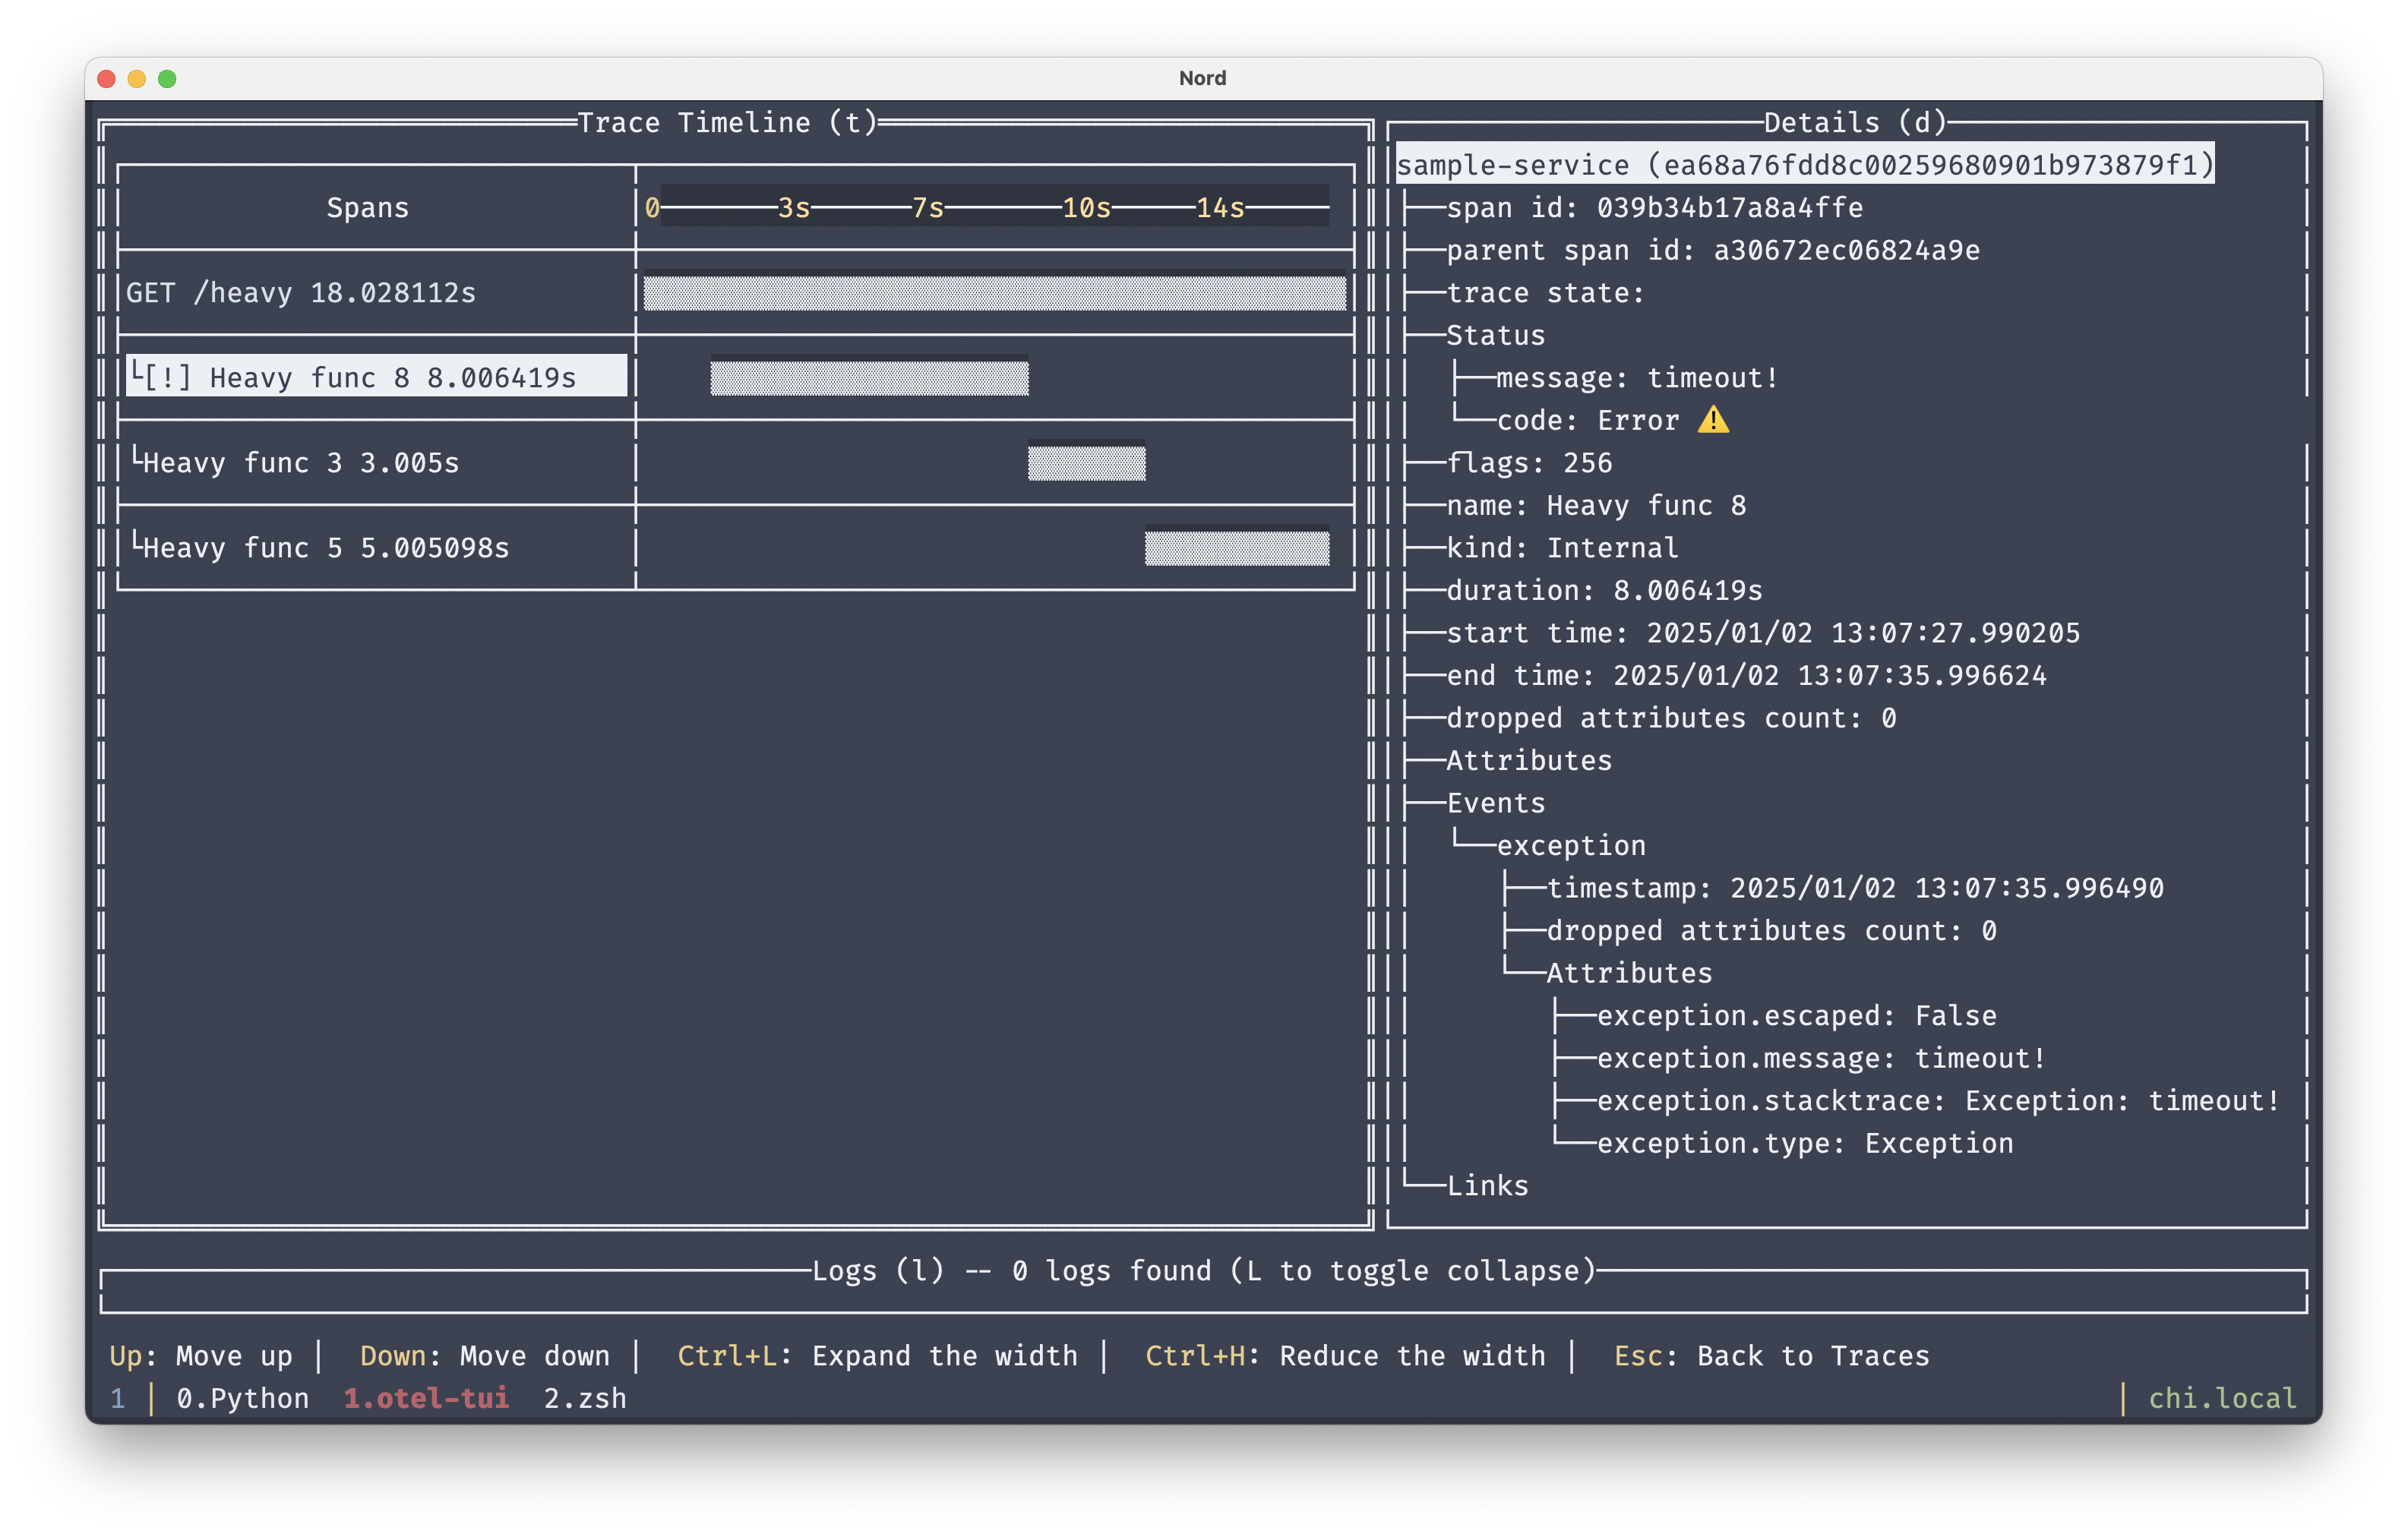 Nord
Trace Timeline (t)
Spans
0 3s 7s 10s 14s
GET /heavy 18.028112s
[!] Heavy func 8 8.006419s
Heavy func 3 3.005s
Heavy func 5 5.005098s
Details (d)
sample-service (ea68a76fdd8c00259680901b973879f1)
span id: 039b34b17a8a4ffe
parent span id: a30672ec06824a9e
trace state:
Status
message: timeout!
code: Error ⚠️
flags: 256
name: Heavy func 8
kind: Internal
duration: 8.006419s
start time: 2025/01/02 13:07:27.990205
end time: 2025/01/02 13:07:35.996624
dropped attributes count: 0
Attributes
Events
exception
timestamp: 2025/01/02 13:07:35.996490
dropped attributes count: 0
Attributes
exception.escaped: False
exception.message: timeout!
exception.stacktrace: Exception: timeout!
exception.type: Exception
Links
Logs (l) -- 0 logs found (L to toggle collapse)
Up: Move up | Down: Move down | Ctrl+L: Expand the width | Ctrl+H: Reduce the width | Esc: Back to Traces
1 | 0.Python 1.otel-tui 2.zsh | chi.local